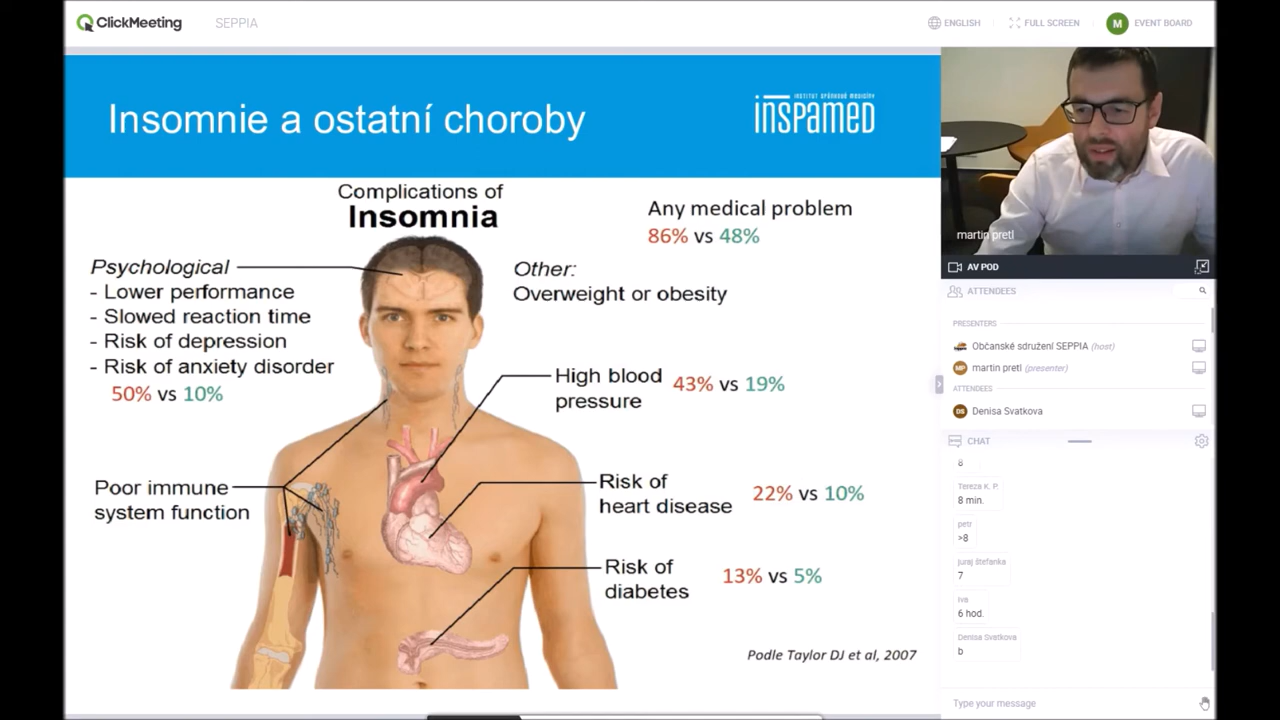 ClickMeeting
SEPPIA
ENGLISH
FULL SCREEN
M
EVENT BOARD
Insomnie a ostatní choroby
INSTITUT SPÁNKOVÉ MEDICÍNY
inspamed
Complications of
Insomnia
Any medical problem
86% vs 48%
Psychological
- Lower performance
- Slowed reaction time
- Risk of depression
- Risk of anxiety disorder
50% vs 10%
Other:
Overweight or obesity
High blood
pressure
43% vs 19%
Poor immune
system function
Risk of
heart disease
22% vs 10%
Risk of
diabetes
13% vs 5%
Podle Taylor DJ et al, 2007
martin pretl
AV POD
ATTENDEES
PRESENTERS
Občanské sdružení SEPPIA (host)
MP
martin pretl (presenter)
ATTENDEES
DS
Denisa Svatkova
CHAT
8
Tereza K. P.
8 min.
petr
>8
juraj štefanka
7
iva
6 hod.
Denisa Svatkova
b
Type your message